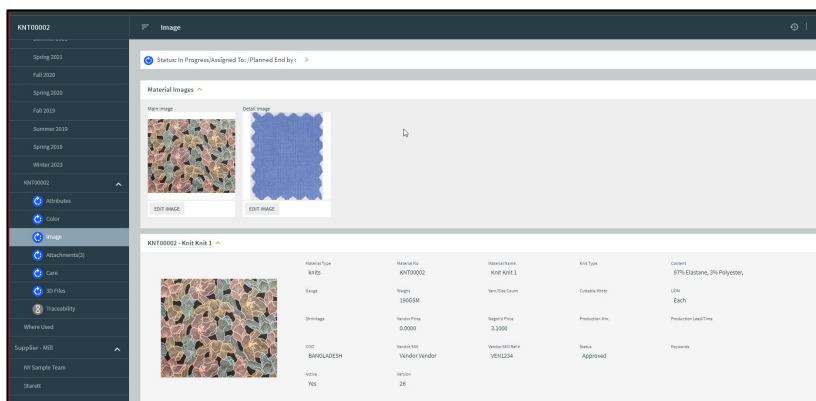 KNT00002
Image
Spring 2021
Fall 2020
Spring 2020
Fall 2019
Summer 2019
Spring 2019
Winter 2023
KNT00002
Attributes
Color
Image
Attachments(3)
Care
3D Files
Traceability
Where Used
Supplier - Mill
NY Sample Team
Starett
Status: In Progress/Assigned To: /Planned End by :
Material Images
Main Image Detail Image
EDIT IMAGE EDIT IMAGE
KNT00002 - Knit Knit 1
Material Type Material No Material Name Knit Type Content
knits KNT00002 Knit Knit 1 97% Elastane, 3% Polyester,
Gauge Weight Yarn/Size Count Cuttable Width UOM
190GSM Each
Shrinkage Vendor Price Negot'd Price Production Min. Production Lead Time
0.0000 3.1000
COO Vendor/Mill Vendor/Mill Ref# Status Keywords
BANGLADESH Vendor Vendor VEN1234 Approved
Active Version
Yes 26